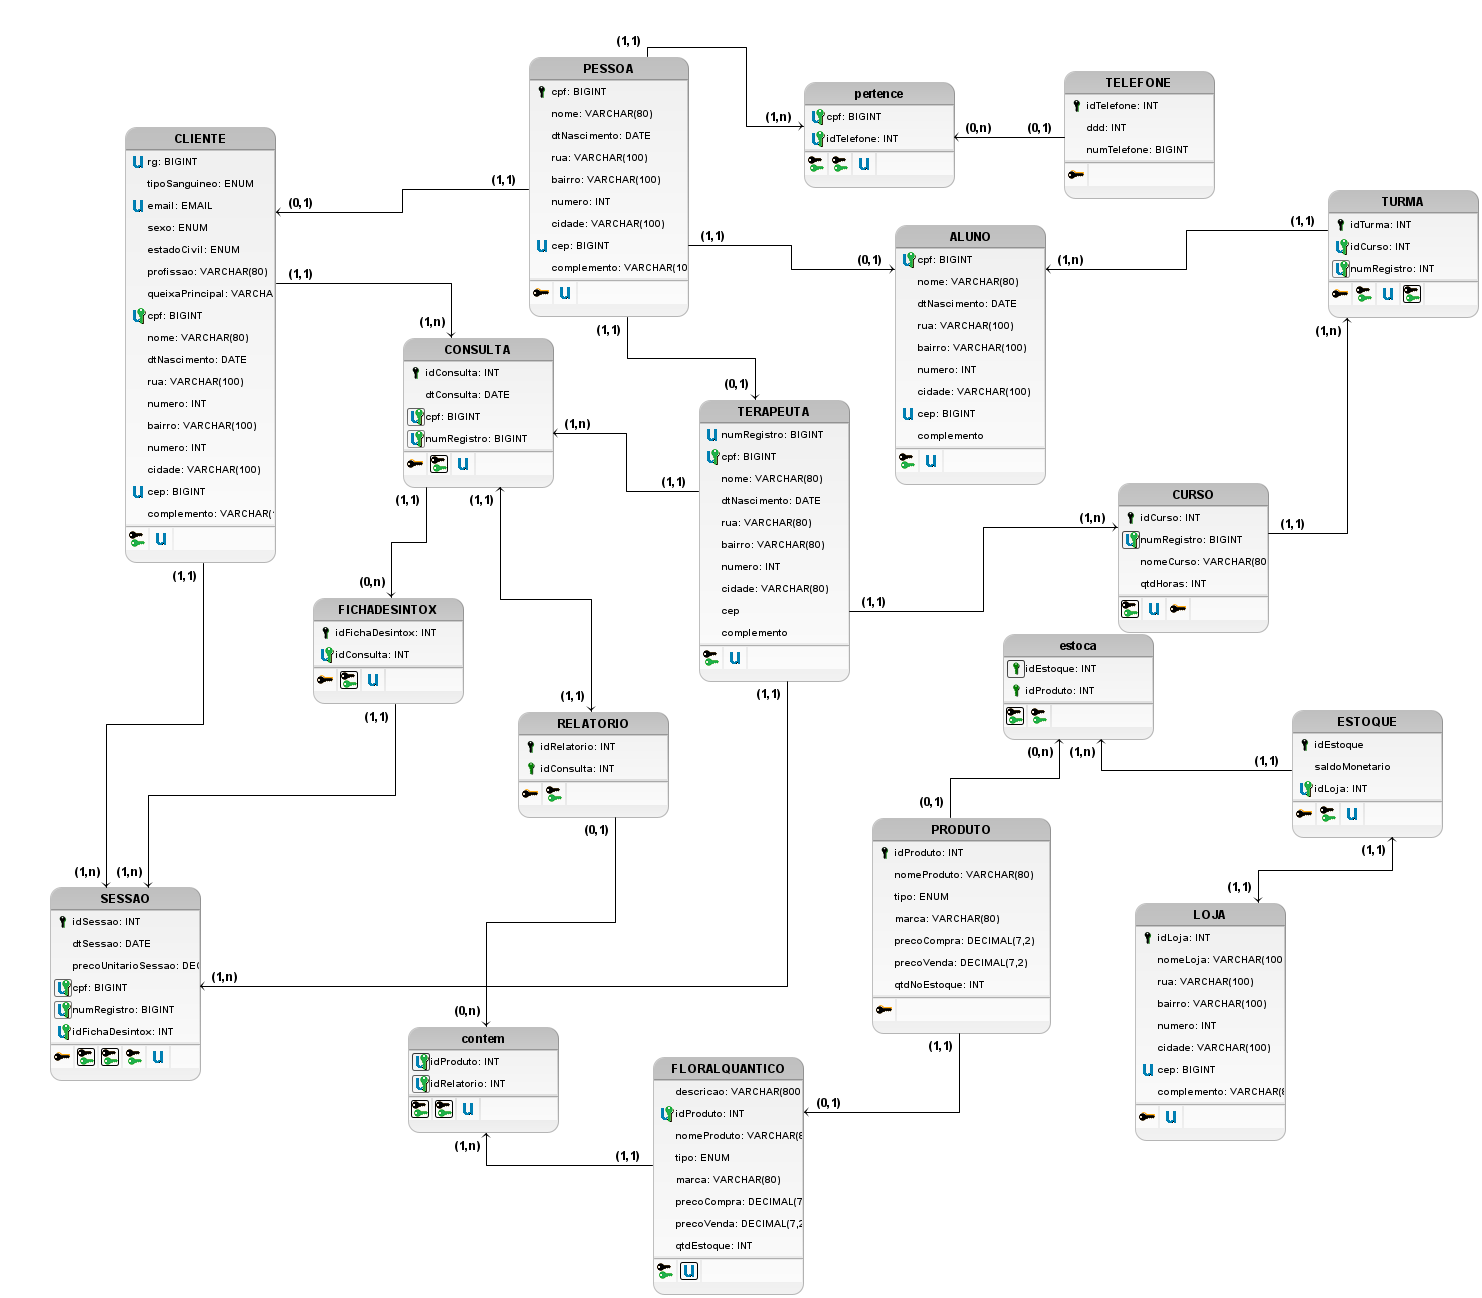 PESSOA
cpf: BIGINT
nome: VARCHAR(80)
dtNascimento: DATE
rua: VARCHAR(100)
bairro: VARCHAR(100)
numero: INT
cidade: VARCHAR(100)
cep: BIGINT
complemento: VARCHAR(10
(1,1)
(1,1)
(1,1)
(1,1)
pertence
cpf: BIGINT
idTelefone: INT
(1,n)
(0,n)
(0,1)
TELEFONE
idTelefone: INT
ddd: INT
numTelefone: BIGINT
CLIENTE
rg: BIGINT
tipoSanguineo: ENUM
email: EMAIL
sexo: ENUM
estadoCivil: ENUM
profissao: VARCHAR(80)
queixaPrincipal: VARCHA
cpf: BIGINT
nome: VARCHAR(80)
dtNascimento: DATE
rua: VARCHAR(100)
numero: INT
bairro: VARCHAR(100)
numero: INT
cidade: VARCHAR(100)
cep: BIGINT
complemento: VARCHAR(
(0,1)
(1,1)
(1,1)
TURMA
idTurma: INT
idCurso: INT
numRegistro: INT
(1,1)
(1,n)
ALUNO
cpf: BIGINT
nome: VARCHAR(80)
dtNascimento: DATE
rua: VARCHAR(100)
bairro: VARCHAR(100)
numero: INT
cidade: VARCHAR(100)
cep: BIGINT
complemento
(0,1)
(1,n)
CONSULTA
idConsulta: INT
dtConsulta: DATE
cpf: BIGINT
numRegistro: BIGINT
(1,n)
(1,n)
(1,1)
(1,1)
TERAPEUTA
numRegistro: BIGINT
cpf: BIGINT
nome: VARCHAR(80)
dtNascimento: DATE
rua: VARCHAR(80)
bairro: VARCHAR(80)
numero: INT
cidade: VARCHAR(80)
cep
complemento
(0,1)
(1,1)
(1,1)
(1,1)
CURSO
idCurso: INT
numRegistro: BIGINT
nomeCurso: VARCHAR(80
qtdHoras: INT
(1,n)
(1,1)
FICHADESINTOX
idFichaDesintox: INT
idConsulta: INT
(0,n)
(1,1)
estoca
idEstoque: INT
idProduto: INT
(0,n)
(1,n)
RELATORIO
idRelatorio: INT
idConsulta: INT
(1,1)
(0,1)
ESTOQUE
idEstoque
saldoMonetario
idLoja: INT
(1,1)
(1,1)
PRODUTO
idProduto: INT
nomeProduto: VARCHAR(80)
tipo: ENUM
marca: VARCHAR(80)
precoCompra: DECIMAL(7,2)
precoVenda: DECIMAL(7,2)
qtdNoEstoque: INT
(0,1)
(1,1)
SESSAO
idSessao: INT
dtSessao: DATE
precoUnitarioSessao: DE
cpf: BIGINT
numRegistro: BIGINT
idFichaDesintox: INT
(1,n)
(1,n)
(1,n)
LOJA
idLoja: INT
nomeLoja: VARCHAR(100
rua: VARCHAR(100)
bairro: VARCHAR(100)
numero: INT
cidade: VARCHAR(100)
cep: BIGINT
complemento: VARCHAR(
(1,1)
contem
idProduto: INT
idRelatorio: INT
(0,n)
(1,n)
FLORALQUANTICO
descricao: VARCHAR(800
idProduto: INT
nomeProduto: VARCHAR(
tipo: ENUM
marca: VARCHAR(80)
precoCompra: DECIMAL(7
precoVenda: DECIMAL(7,2
qtdEstoque: INT
(0,1)
(1,1)